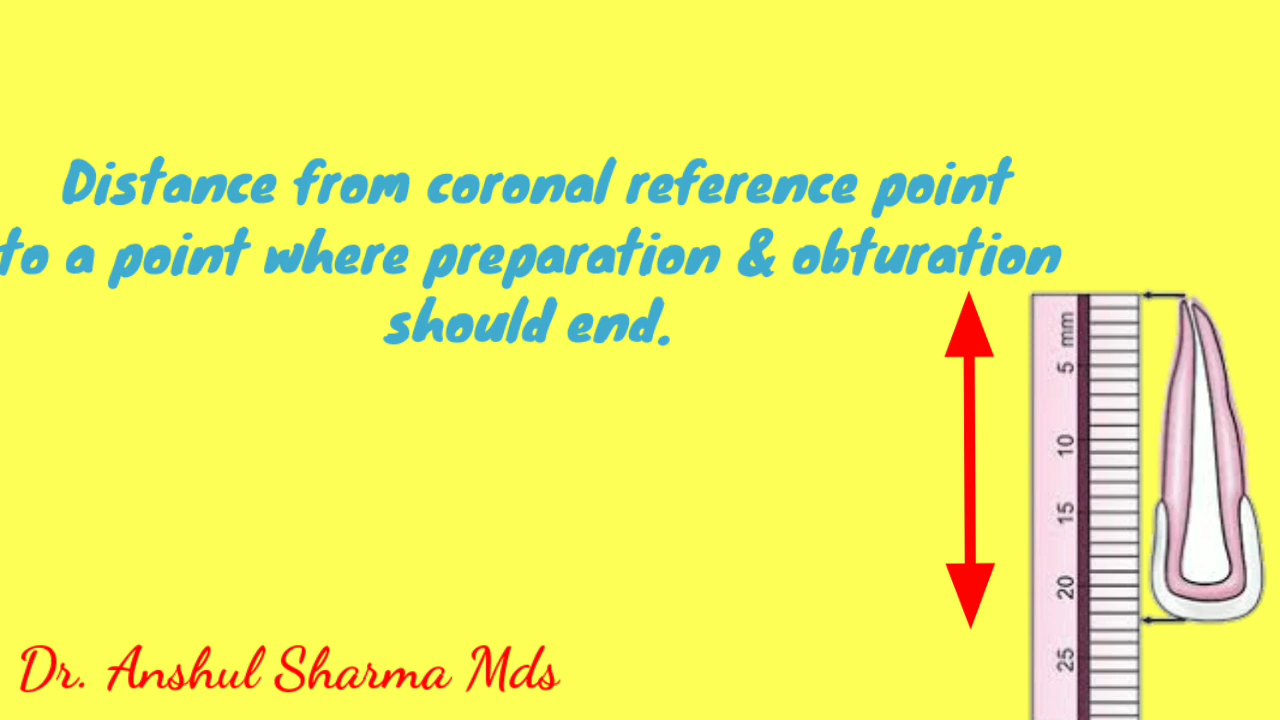 Distance from coronal reference point
to a point where preparation & obturation
should end.
mm
5
10
15
20
25
Dr. Anshul Sharma Mds